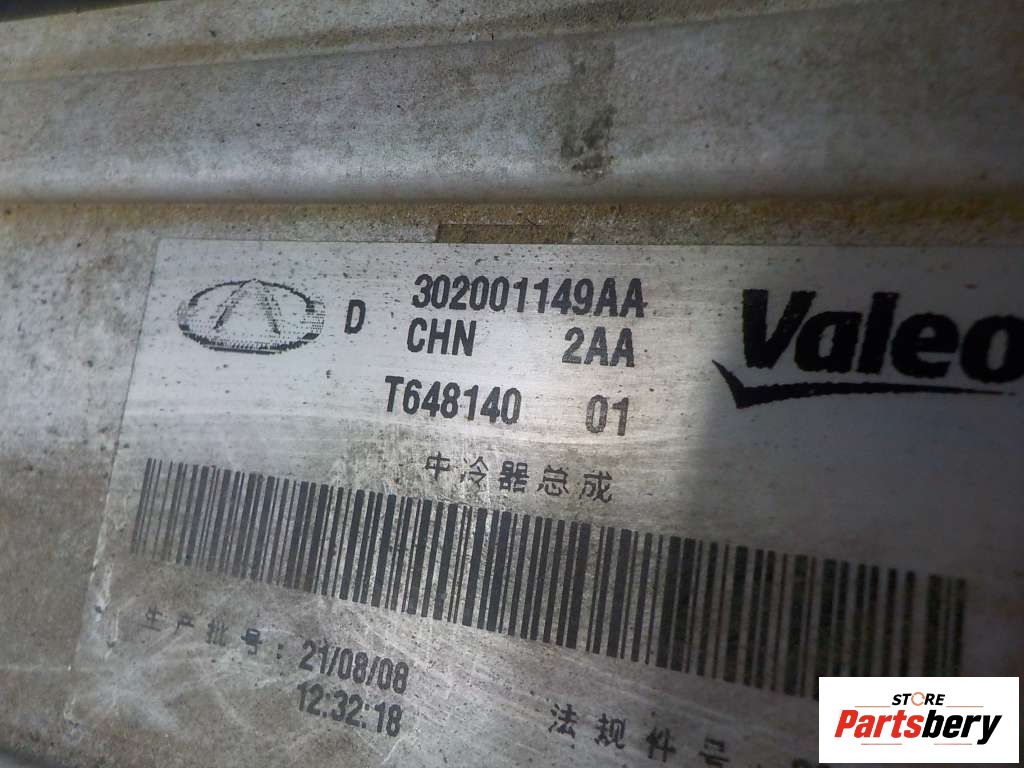 D 302001149AA
CHN 2AA
Valeo
T648140 01
中冷器总成
生产批号：21/08/08
12:32:18
法规件号
STORE
Partsbery